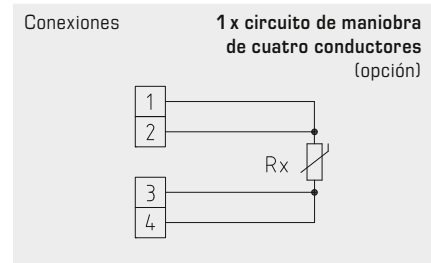 Conexiones
1 x circuito de maniobra
de cuatro conductores
(opción)
1
2
Rx
3
4